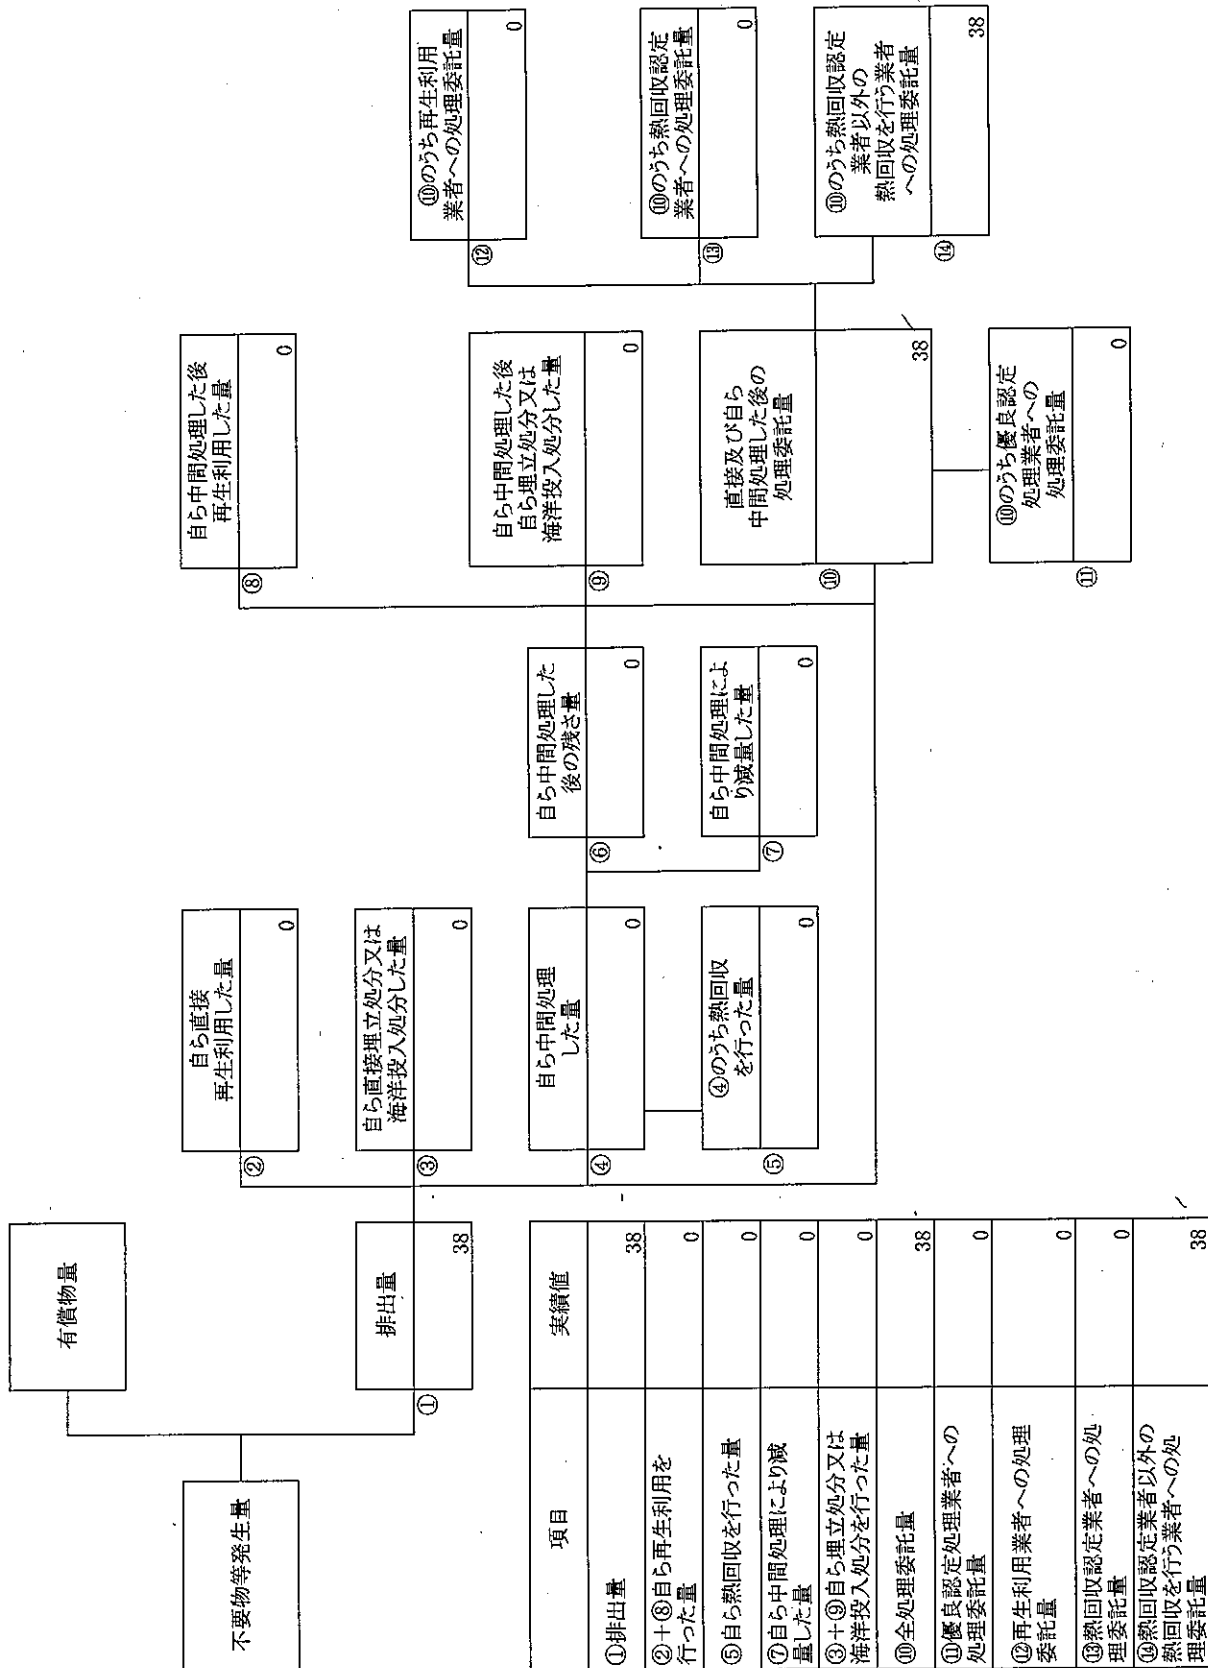 不要物等発生量
有償物量
①
排出量
38
②
自ら直接
再生利用した量
0
③
自ら直接埋立処分又は
海洋投入処分した量
0
④
自ら中間処理
した量
0
⑤
④のうち熱回収
を行った量
0
⑥
自ら中間処理した
後の残さ量
0
⑦
自ら中間処理によ
り減量した量
0
⑧
自ら中間処理した後
再生利用した量
0
⑨
自ら中間処理した後
自ら埋立処分又は
海洋投入処分した量
0
⑩
直接及び自ら
中間処理した後の
処理委託量
38
⑪
⑩のうち優良認定
処理業者への
処理委託量
0
⑫
⑩のうち再生利用
業者への処理委託量
0
⑬
⑩のうち熱回収認定
業者への処理委託量
0
⑭
⑩のうち熱回収認定
業者以外の
熱回収を行う業者
への処理委託量
38
項目
実績値
①排出量
38
②+⑧自ら再生利用を
行った量
0
⑤自ら熱回収を行った量
0
⑦自ら中間処理により減
量した量
0
③+⑨自ら埋立処分又は
海洋投入処分を行った量
0
⑩全処理委託量
38
⑪優良認定処理業者への
処理委託量
0
⑫再生利用業者への処理
委託量
0
⑬熱回収認定業者への処
理委託量
0
⑭熱回収認定業者以外の
熱回収を行う業者への処
理委託量
38